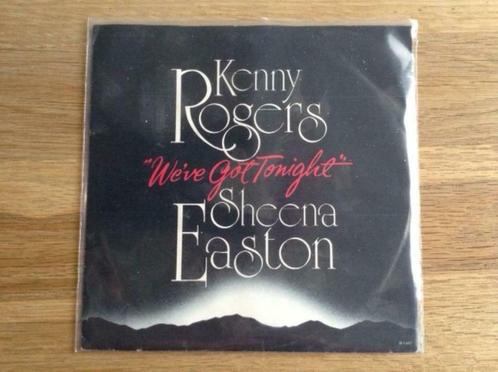 Kenny
Rogers
"We've Got Tonight"
Sheena
Easton